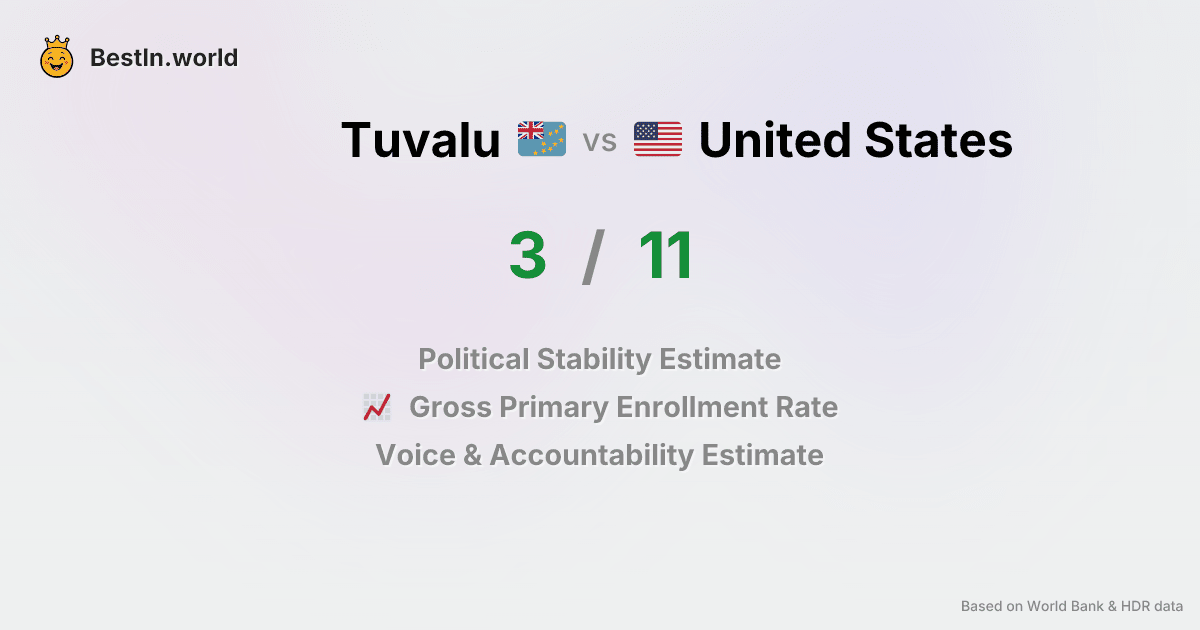 BestIn.world
Tuvalu vs United States
3 / 11
Political Stability Estimate
Gross Primary Enrollment Rate
Voice & Accountability Estimate
Based on World Bank & HDR data